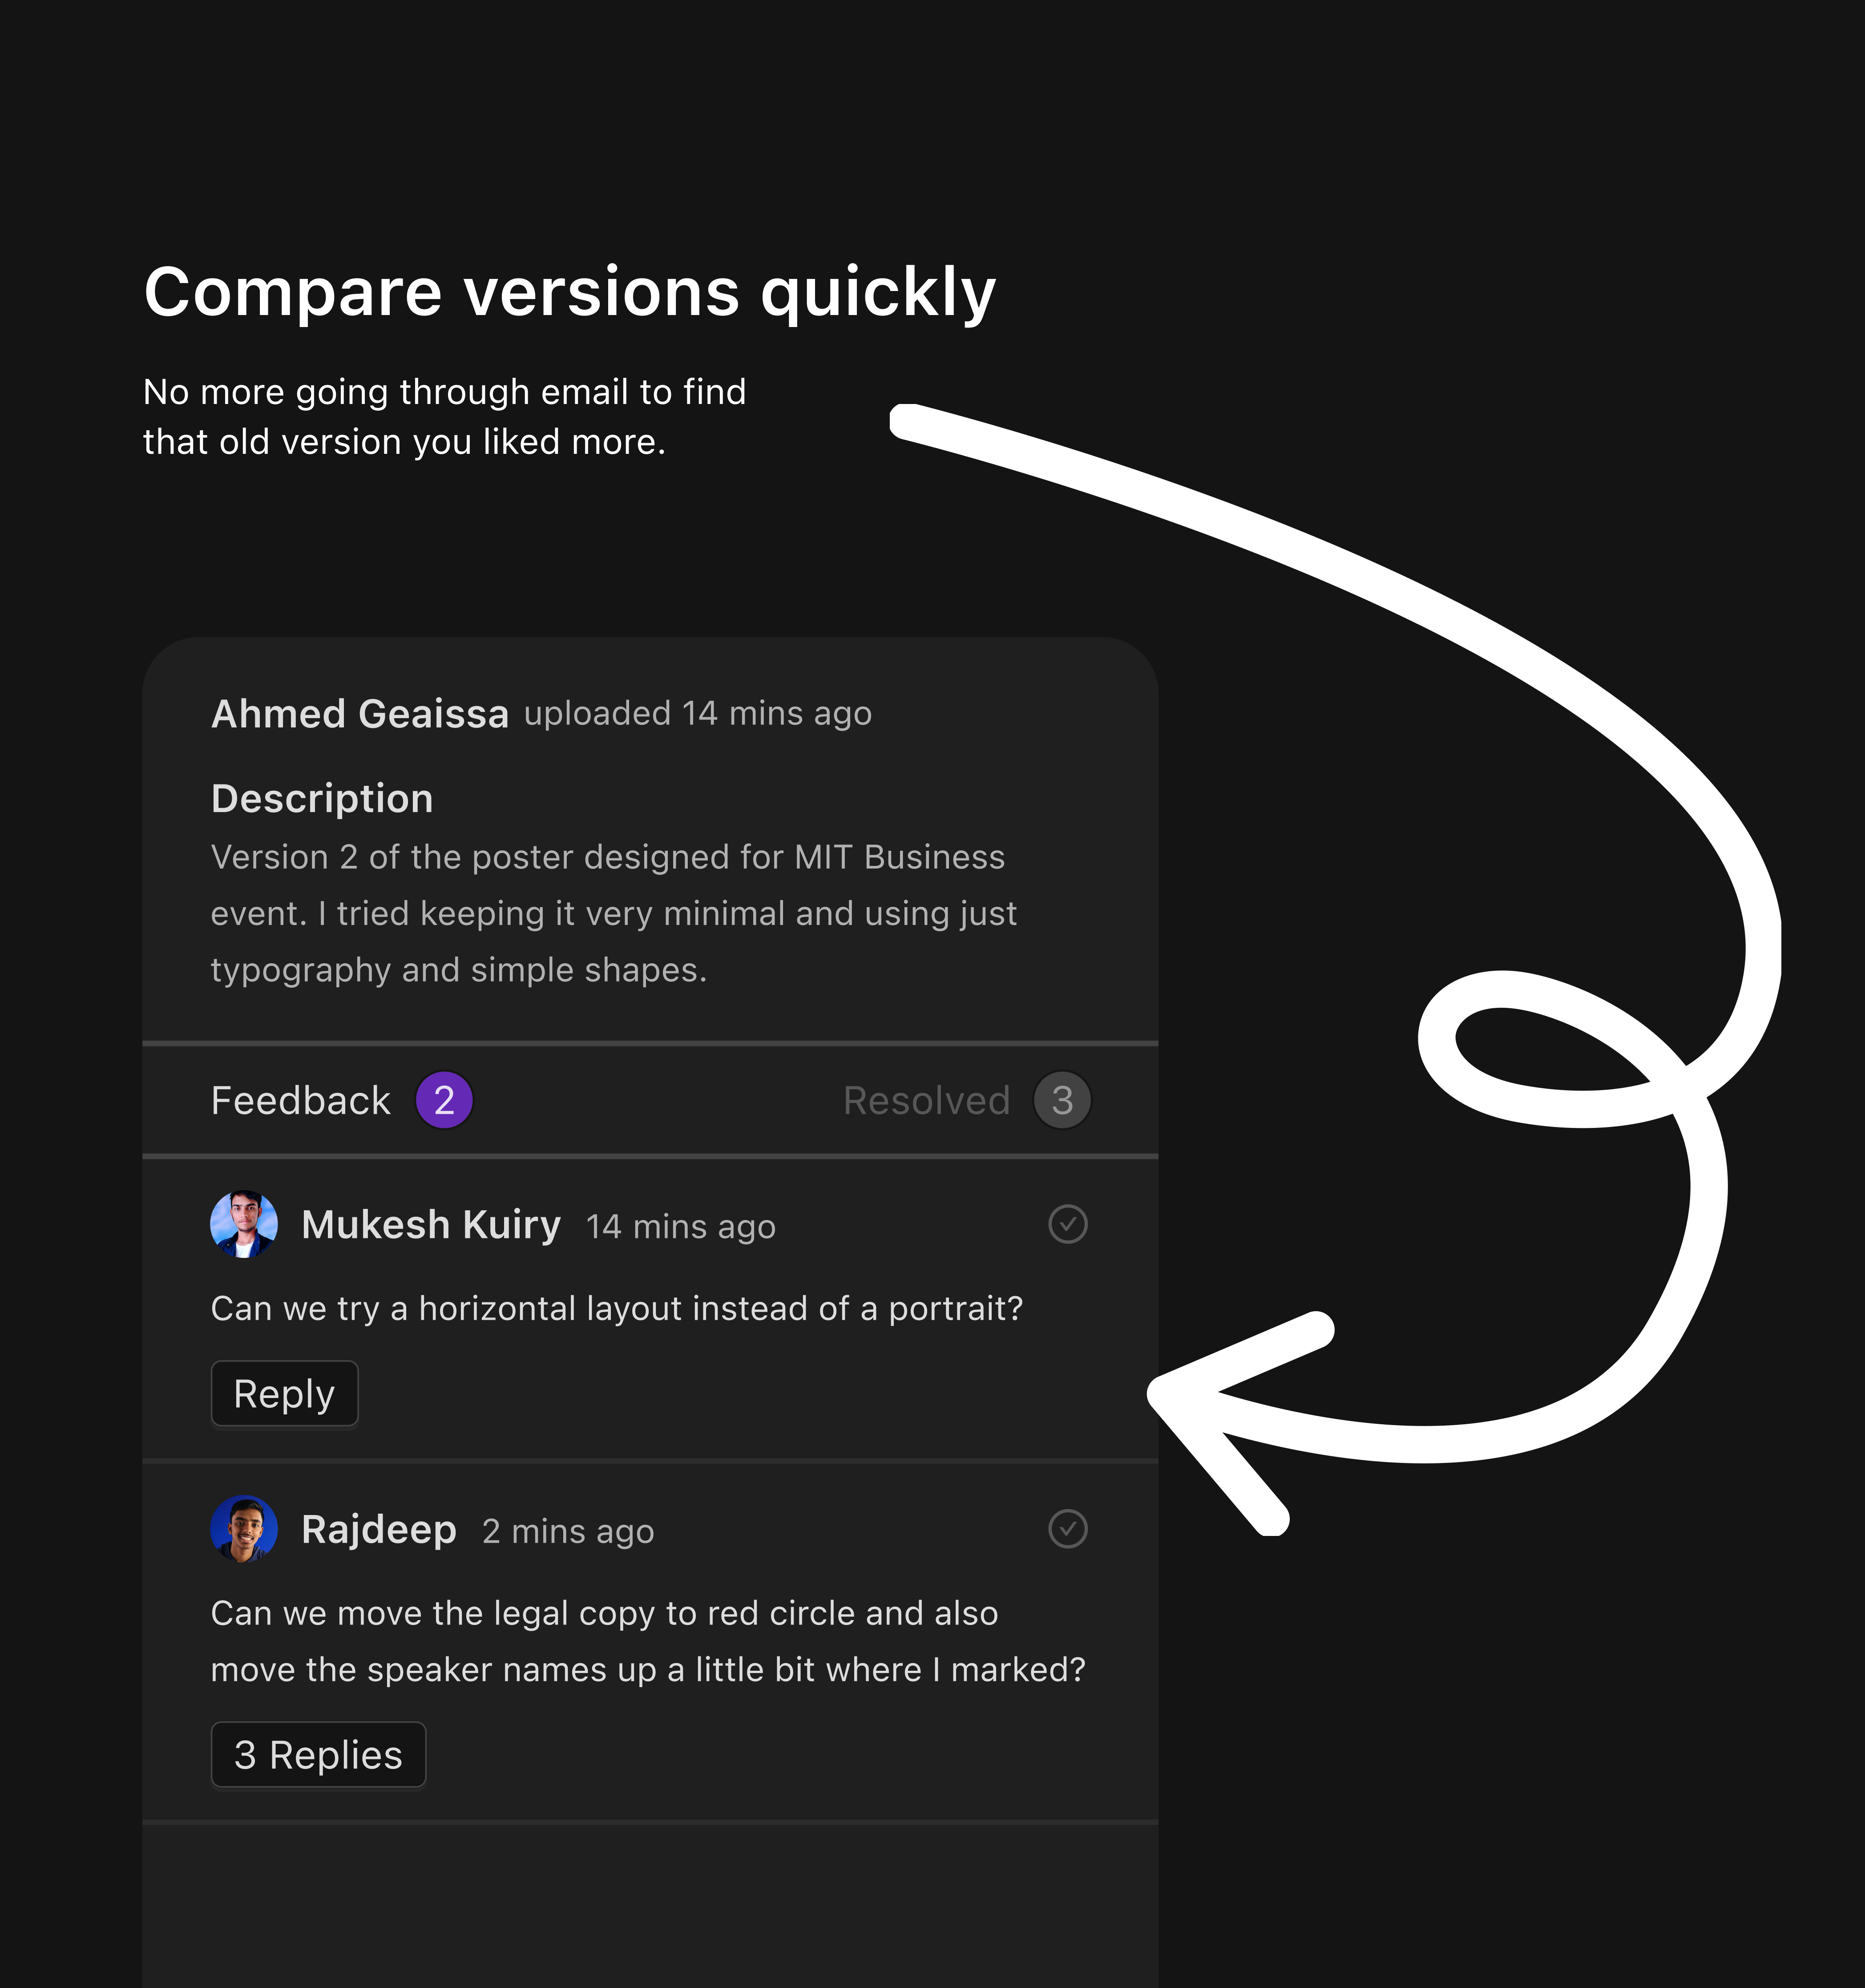 Compare versions quickly
No more going through email to find
that old version you liked more.
Ahmed Geaissa uploaded 14 mins ago
Description
Version 2 of the poster designed for MIT Business
event. I tried keeping it very minimal and using just
typography and simple shapes.
Feedback 2 Resolved 3
Mukesh Kuiry 14 mins ago
Can we try a horizontal layout instead of a portrait?
Reply
Rajdeep 2 mins ago
Can we move the legal copy to red circle and also
move the speaker names up a little bit where I marked?
3 Replies